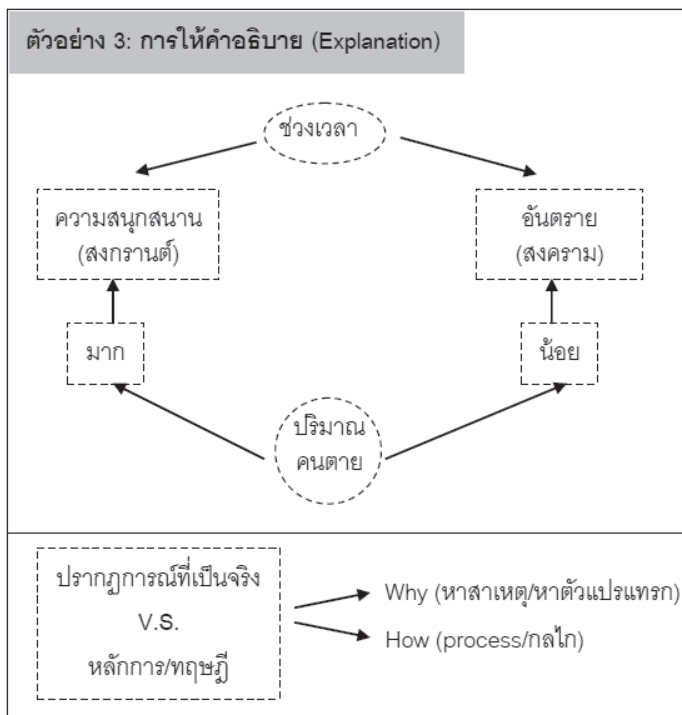 ตัวอย่าง 3: การให้คำอธิบาย (Explanation)
ช่วงเวลา
ความสนุกสนาน
(สงกรานต์)
อันตราย
(สงคราม)
มาก
น้อย
ปริมาณ
คนตาย
ปรากฏการณ์ที่เป็นจริง
V.S.
หลักการ/ทฤษฎี
Why (หาสาเหตุ/หาตัวแปรแทรก)
How (process/กลไก)